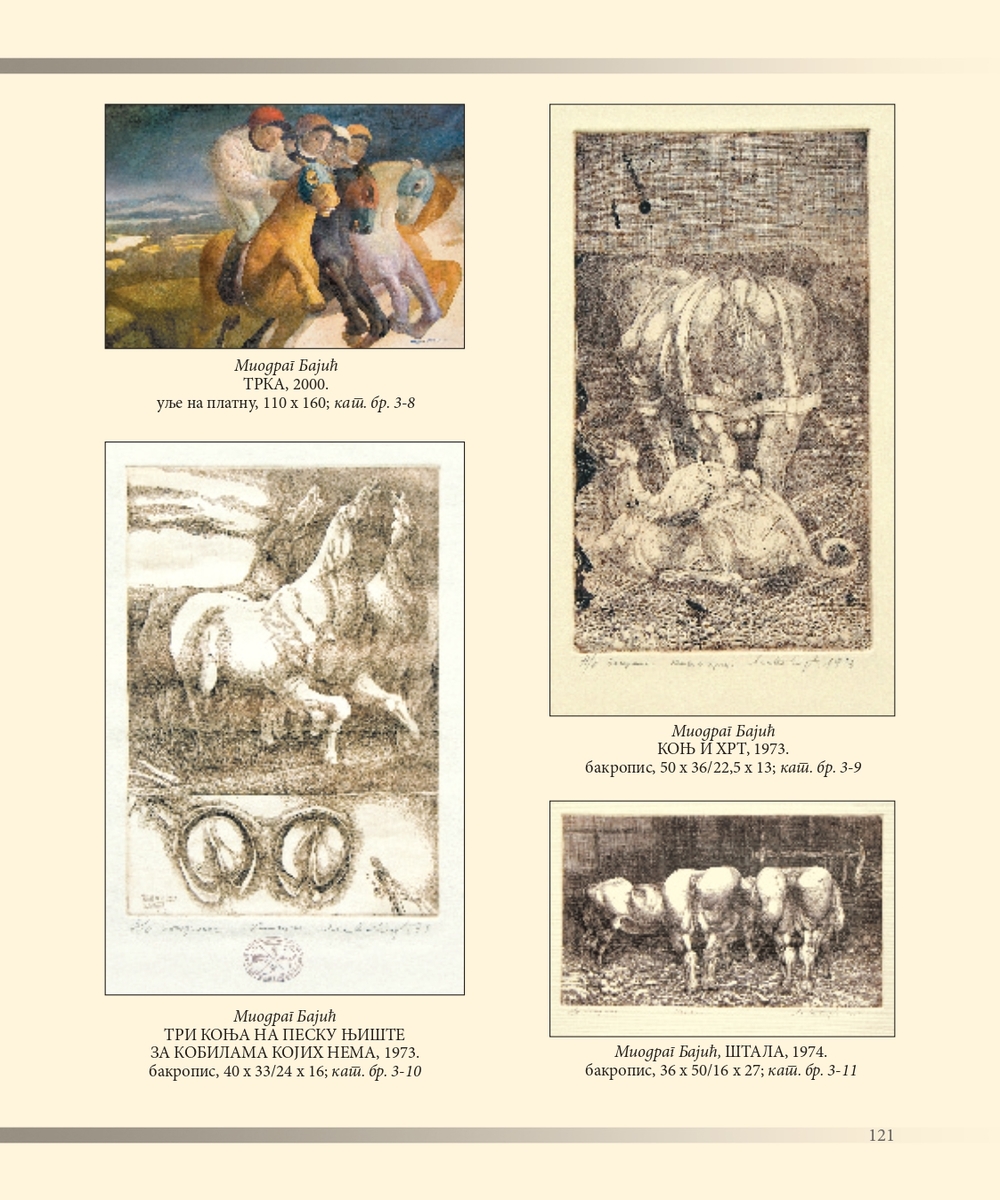 Миодраг Бајић
ТРКА, 2000.
уље на платну, 110 x 160; кат. бр. 3-8
Миодраг Бајић
ТРИ КОЊА НА ПЕСКУ ЊИШТЕ
ЗА КОБИЛАМА КОЈИХ НЕМА, 1973.
бакропис, 40 x 33/24 x 16; кат. бр. 3-10
Миодраг Бајић
КОЊ И ХРТ, 1973.
бакропис, 50 x 36/22,5 x 13; кат. бр. 3-9
Миодраг Бајић, ШТАЛА, 1974.
бакропис, 36 x 50/16 x 27; кат. бр. 3-11
121